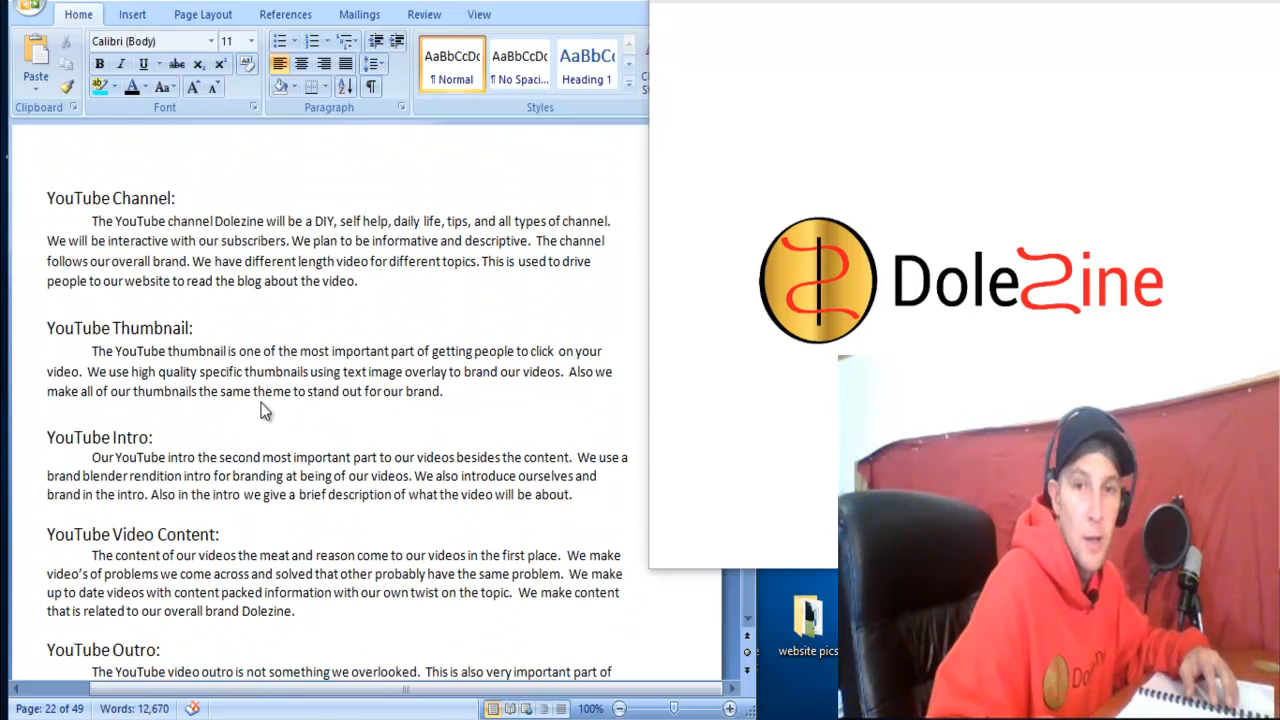 Home Insert Page Layout References Mailings Review View
Calibri (Body) 11
AaBbCcDc AaBbCcDc AaBbCc
Paste
B I U abc x₂ x²
¶ Normal ¶ No Spaci... Heading 1
Aa A A
Clipboard Font Paragraph Styles
YouTube Channel:
The YouTube channel Dolezine will be a DIY, self help, daily life, tips, and all types of channel.
We will be interactive with our subscribers. We plan to be informative and descriptive. The channel
follows our overall brand. We have different length video for different topics. This is used to drive
people to our website to read the blog about the video.
YouTube Thumbnail:
The YouTube thumbnail is one of the most important part of getting people to click on your
video. We use high quality specific thumbnails using text image overlay to brand our videos. Also we
make all of our thumbnails the same theme to stand out for our brand.
YouTube Intro:
Our YouTube intro the second most important part to our videos besides the content. We use a
brand blender rendition intro for branding at being of our videos. We also introduce ourselves and
brand in the intro. Also in the intro we give a brief description of what the video will be about.
YouTube Video Content:
The content of our videos the meat and reason come to our videos in the first place. We make
video's of problems we come across and solved that other probably have the same problem. We make
up to date videos with content packed information with our own twist on the topic. We make content
that is related to our overall brand Dolezine.
YouTube Outro:
The YouTube video outro is not something we overlooked. This is also very important part of
Page: 22 of 49 Words: 12,670 100%
DoleZine
website pics